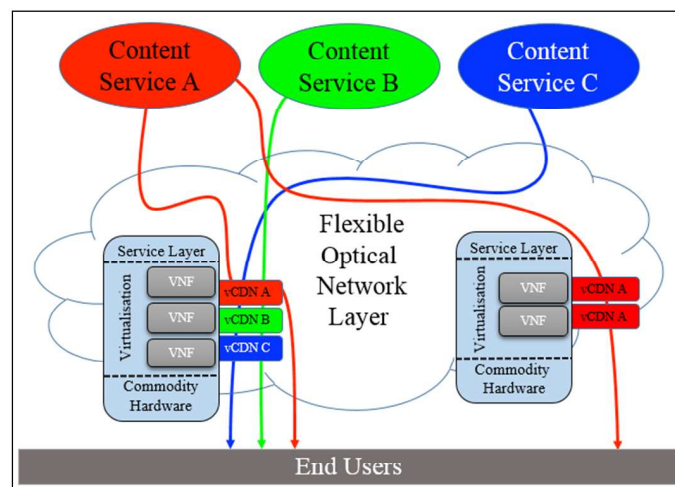 Content
Service A
Content
Service B
Content
Service C
Flexible
Optical
Network
Layer
Service Layer
Virtualisation
VNF
VNF
VNF
vCDN A
vCDN B
vCDN C
Commodity
Hardware
Service Layer
Virtualisation
VNF
VNF
vCDN A
vCDN A
Commodity
Hardware
End Users